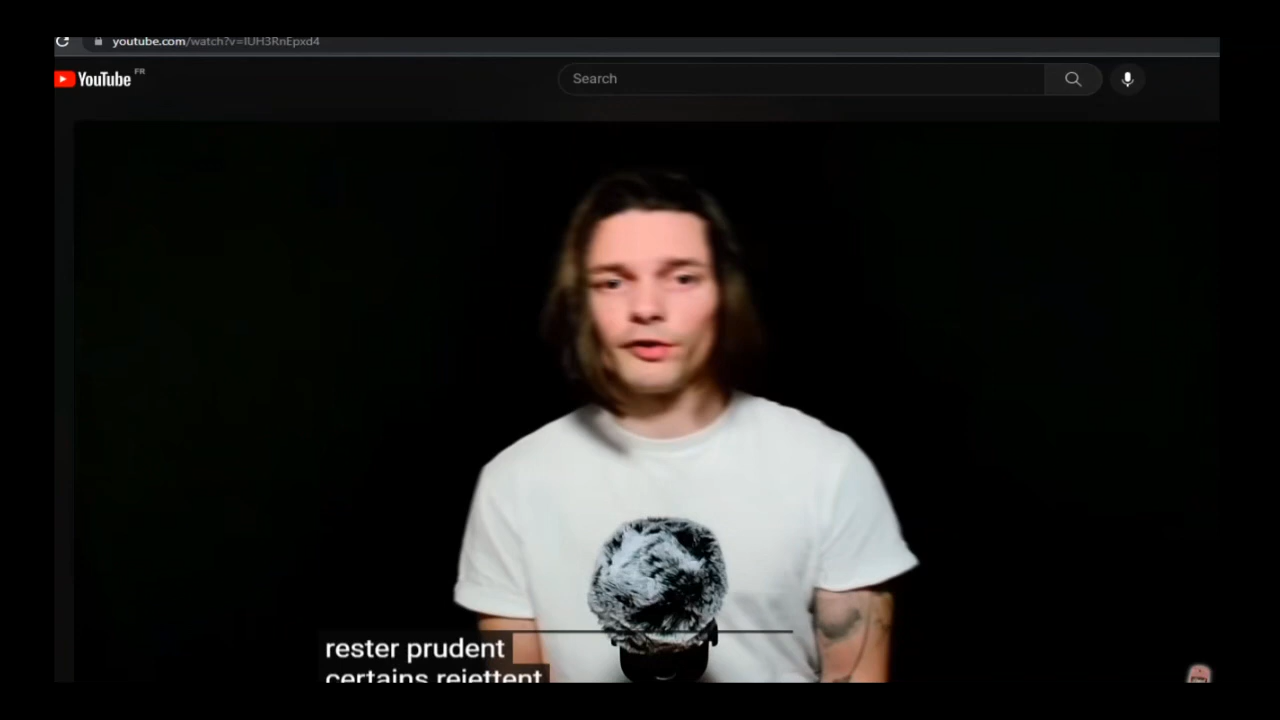 youtube.com/watch?v=IUH3RnEpxd4
YouTube FR
Search
rester prudent
certains rejettent